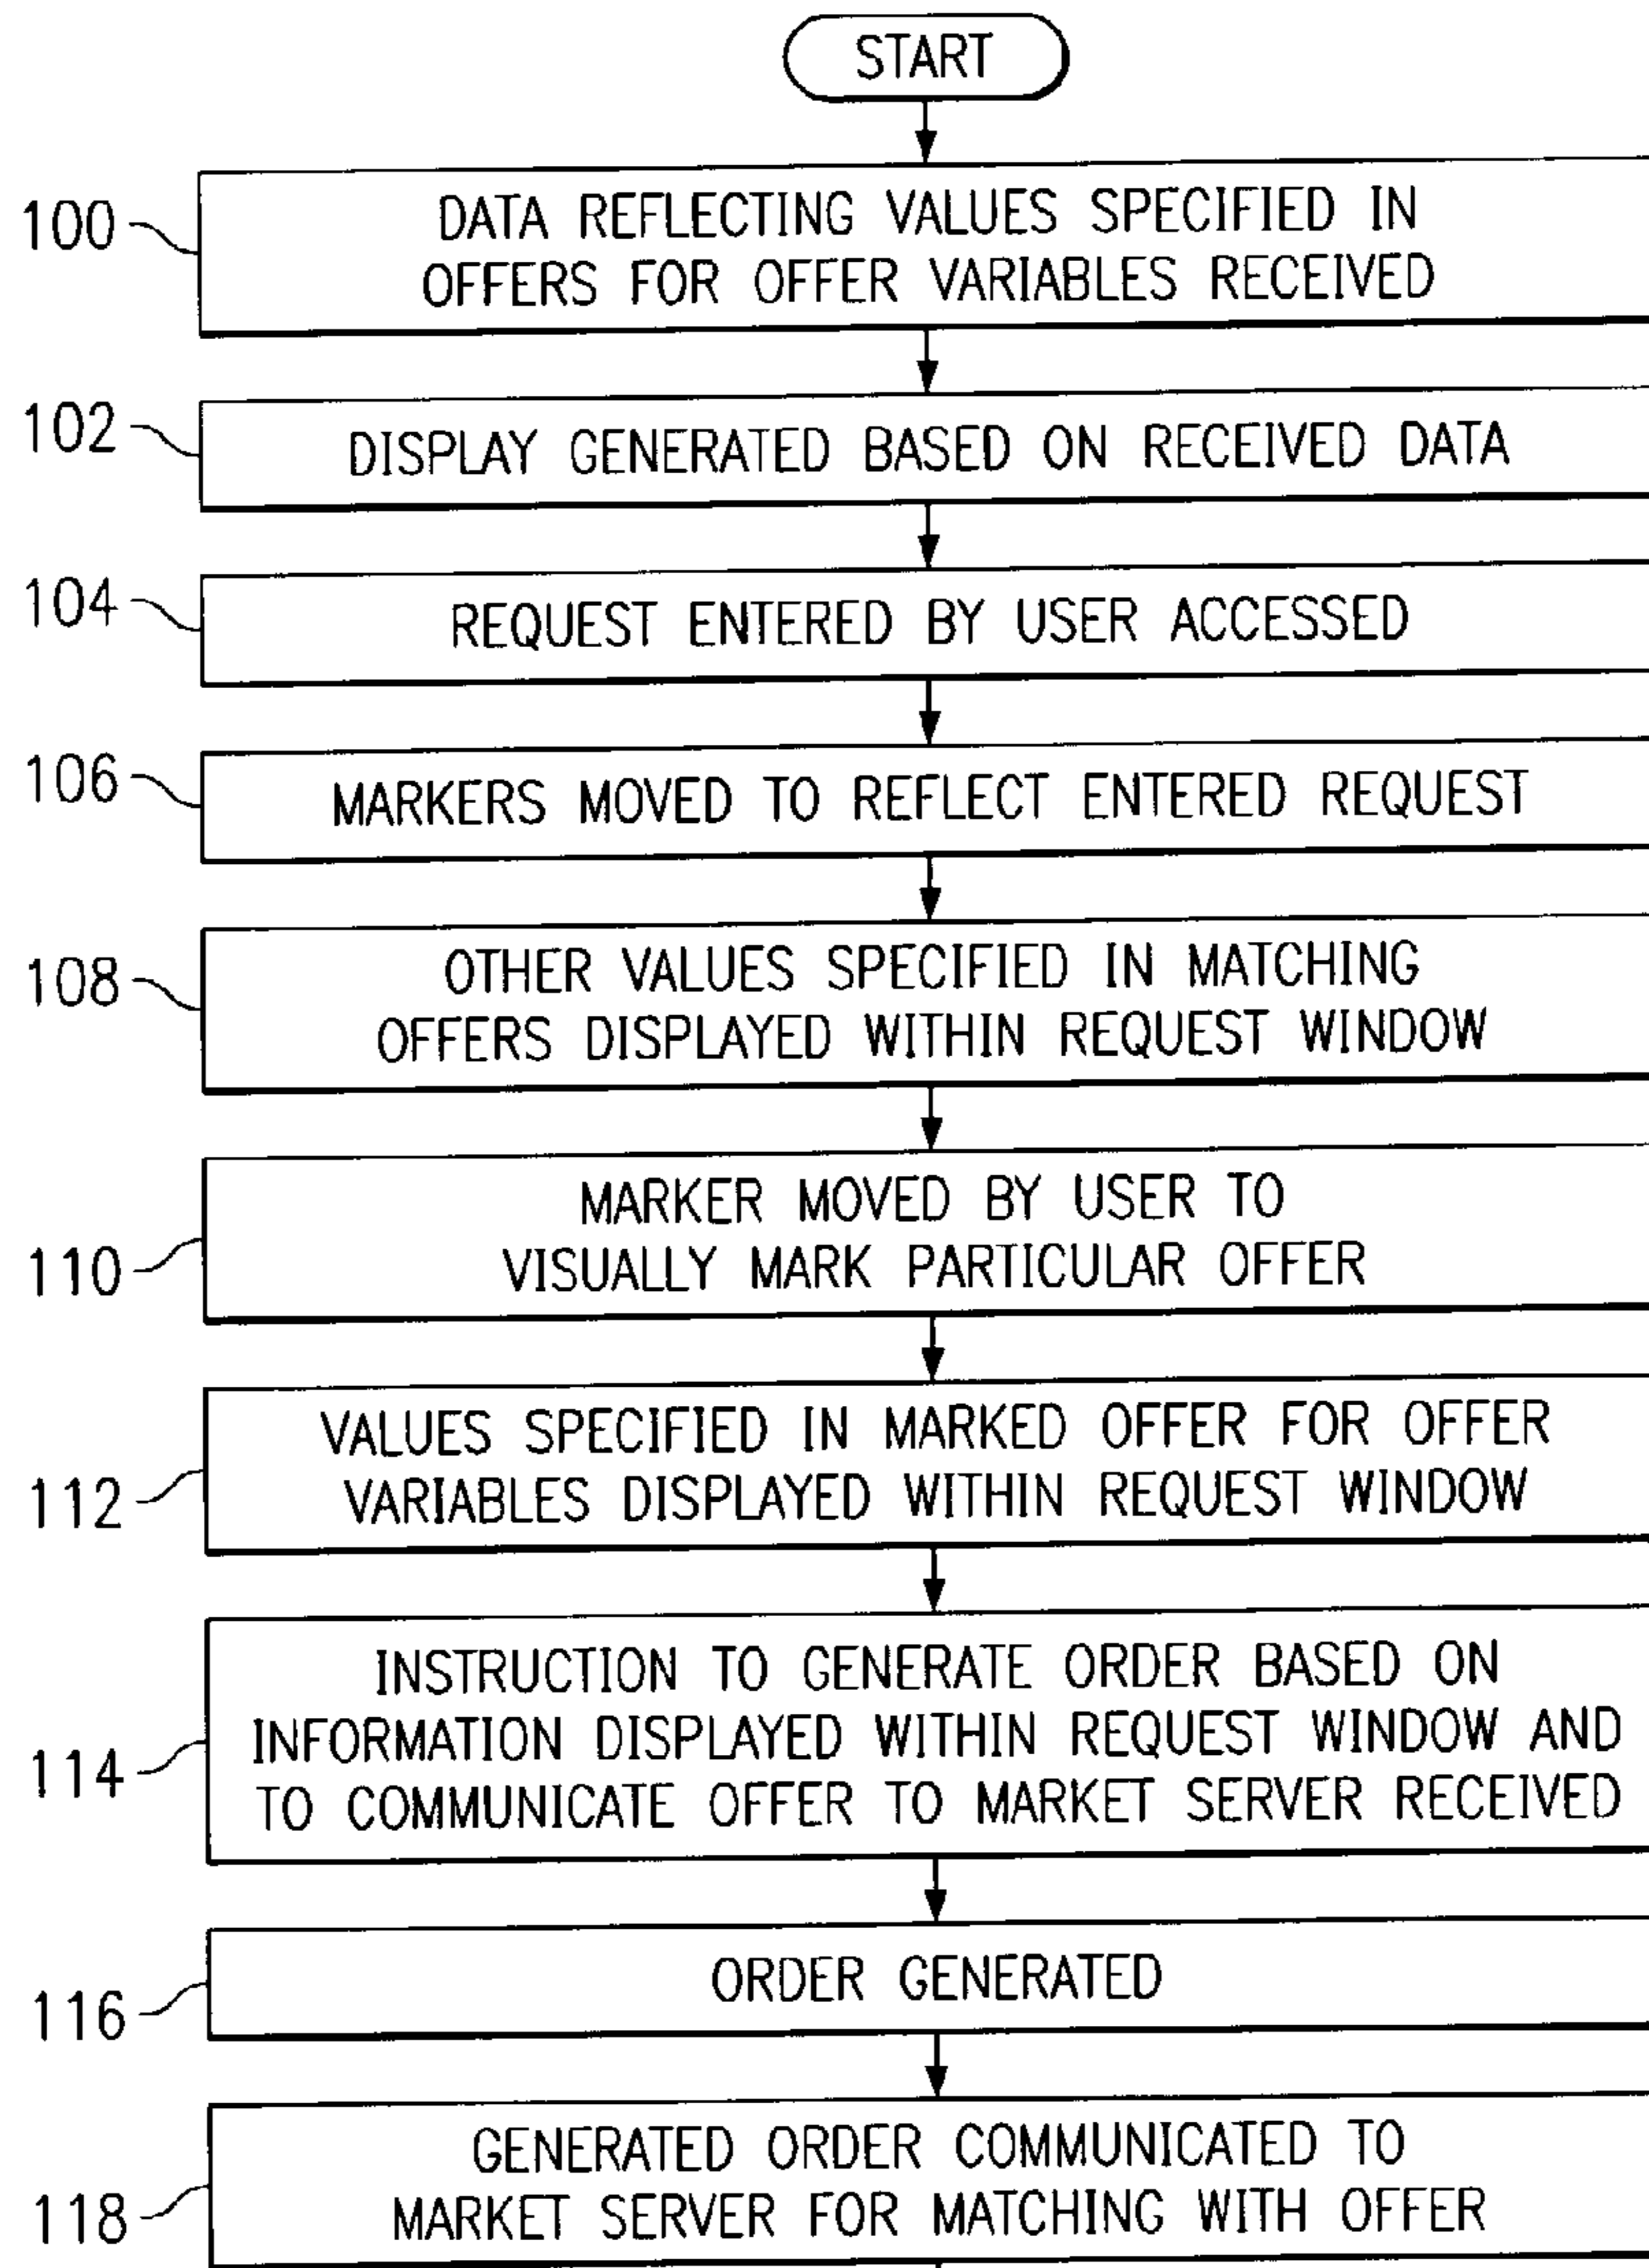 START
100
DATA REFLECTING VALUES SPECIFIED IN
OFFERS FOR OFFER VARIABLES RECEIVED
102
DISPLAY GENERATED BASED ON RECEIVED DATA
104
REQUEST ENTERED BY USER ACCESSED
106
MARKERS MOVED TO REFLECT ENTERED REQUEST
108
OTHER VALUES SPECIFIED IN MATCHING
OFFERS DISPLAYED WITHIN REQUEST WINDOW
110
MARKER MOVED BY USER TO
VISUALLY MARK PARTICULAR OFFER
112
VALUES SPECIFIED IN MARKED OFFER FOR OFFER
VARIABLES DISPLAYED WITHIN REQUEST WINDOW
114
INSTRUCTION TO GENERATE ORDER BASED ON
INFORMATION DISPLAYED WITHIN REQUEST WINDOW AND
TO COMMUNICATE OFFER TO MARKET SERVER RECEIVED
116
ORDER GENERATED
118
GENERATED ORDER COMMUNICATED TO
MARKET SERVER FOR MATCHING WITH OFFER